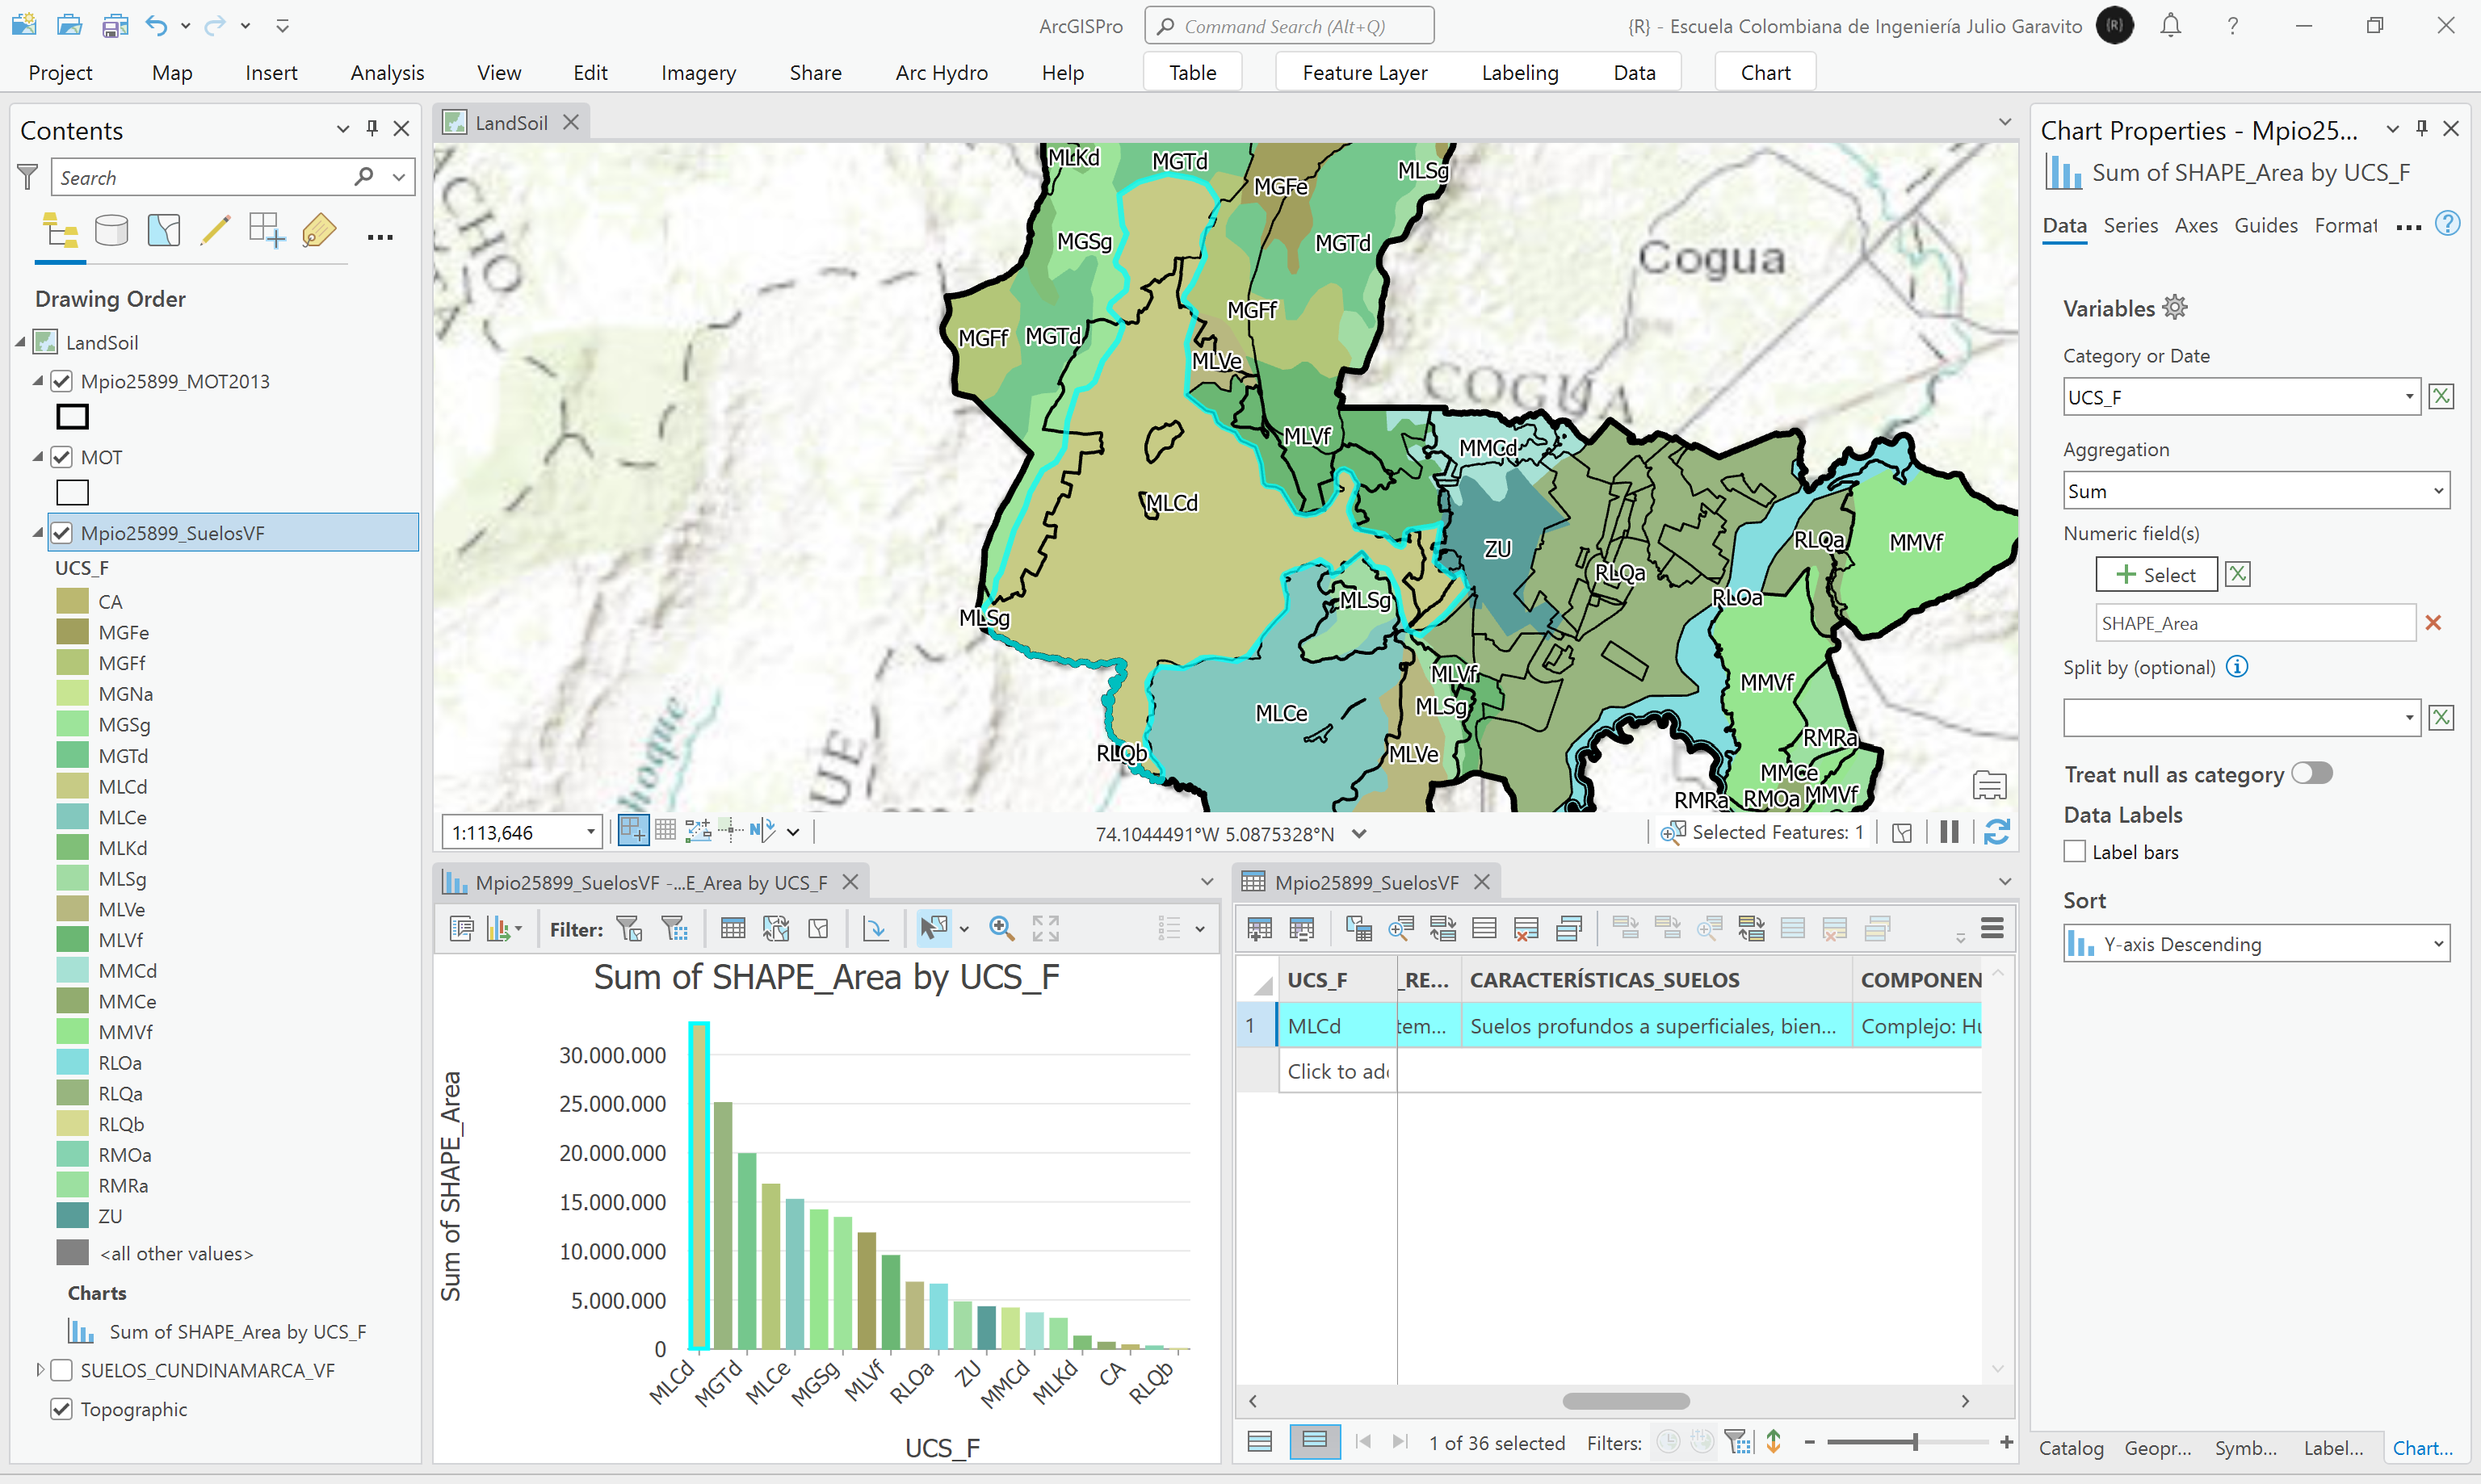 ArcGISPro
Command Search (Alt+Q)
{R} - Escuela Colombiana de Ingeniería Julio Garavito
{R}
Project Map Insert Analysis View Edit Imagery Share Arc Hydro Help Table Feature Layer Labeling Data Chart
Contents
Search
Drawing Order
LandSoil
Mpio25899_MOT2013
MOT
Mpio25899_SuelosVF
UCS_F
CA
MGFe
MGFf
MGNa
MGSg
MGTd
MLCd
MLCe
MLKd
MLSg
MLVe
MLVf
MMCd
MMCe
MMVf
RLOa
RLQa
RLQb
RMOa
RMRa
ZU
<all other values>
Charts
Sum of SHAPE_Area by UCS_F
SUELOS_CUNDINAMARCA_VF
Topographic
LandSoil
MLKd
MGTd
MLSg
MGFe
CHO
MGSg
MGTd
Cogua
MGFf
MGFf
MGTd
MLVe
COGUA
MLVf
MMCd
MLCd
RLQa
MMVf
ZU
RLQa
MLSg
RLOa
MLSg
MLVf
MMVf
MLSg
MLCe
hoque
UE
RLQb
MLVe
RMRa
MMCe
RMRa
RMOa
MMVf
1:113,646
N
74.1044491°W 5.0875328°N
Selected Features: 1
Mpio25899_SuelosVF -...E_Area by UCS_F
Filter:
Sum of SHAPE_Area by UCS_F
Sum of SHAPE_Area
30.000.000
25.000.000
20.000.000
15.000.000
10.000.000
5.000.000
0
MLCd MGTd MLCe MGSg MLVf RLOa ZU MMCd MLKd CA RLQb
UCS_F
Mpio25899_SuelosVF
UCS_F _RE... CARACTERÍSTICAS_SUELOS COMPONEN
1 MLCd tem... Suelos profundos a superficiales, bien... Complejo: Hu
Click to add
1 of 36 selected Filters:
Chart Properties - Mpio25...
Sum of SHAPE_Area by UCS_F
Data Series Axes Guides Format ...
Variables
Category or Date
UCS_F
Aggregation
Sum
Numeric field(s)
Select
SHAPE_Area
Split by (optional)
Treat null as category
Data Labels
Label bars
Sort
Y-axis Descending
Catalog Geopr... Symb... Label... Chart...